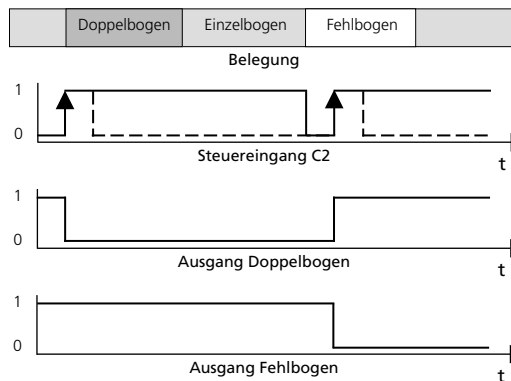 Doppelbogen Einzelbogen Fehlbogen
Belegung
1
0
Steuereingang C2
t
1
0
Ausgang Doppelbogen
t
1
0
Ausgang Fehlbogen
t